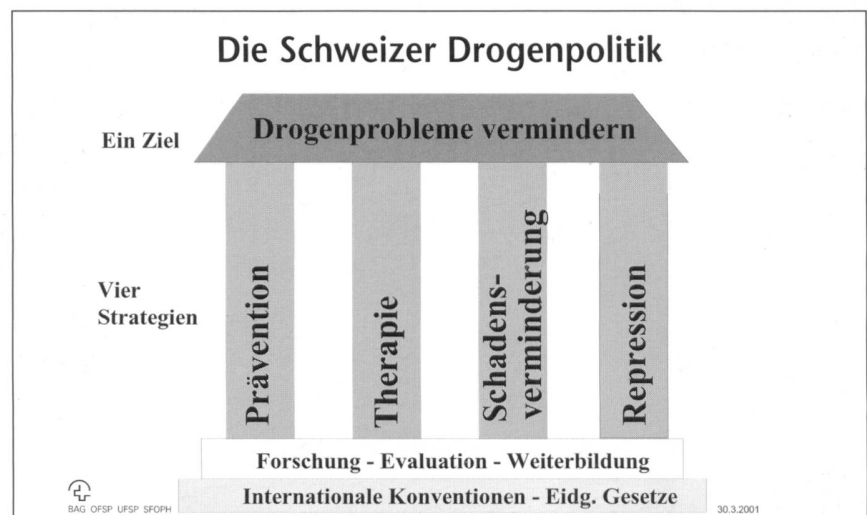 Die Schweizer Drogenpolitik
Ein Ziel
Drogenprobleme vermindern
Vier
Strategien
Prävention
Therapie
Schadens-
verminderung
Repression
Forschung - Evaluation - Weiterbildung
Internationale Konventionen - Eidg. Gesetze
BAG OFSP UFSP SFOPH
30.3.2001